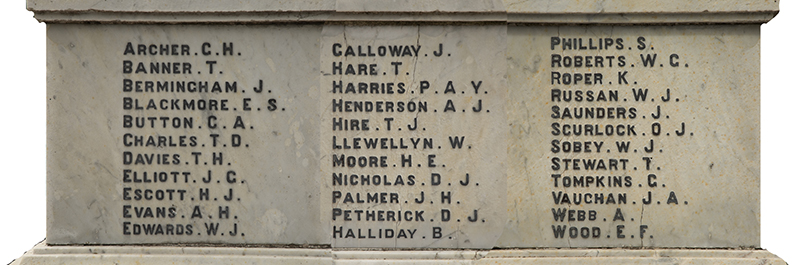 ARCHER.C.H.
BANNER.T.
BERMINGHAM.J.
BLACKMORE.E.S.
BUTTON.C.A.
CHARLES.T.D.
DAVIES.T.H.
ELLIOTT.J.G.
ESCOTT.H.J.
EVANS.A.H.
EDWARDS.W.J.
GALLOWAY.J.
HARE.T.
HARRIES.P.A.Y.
HENDERSON.A.J.
HIRE.T.J.
LLEWELLYN.W.
MOORE.H.E.
NICHOLAS.D.J.
PALMER.J.H.
PETHERICK.D.J.
HALLIDAY.B.
PHILLIPS.S.
ROBERTS.W.G.
ROPER.K.
RUSSAN.W.J.
SAUNDERS.J.
SCURLOCK.O.J.
SOBEY.W.J.
STEWART.T.
TOMPKINS.G.
VAUCHAN.J.A.
WEBB.A.
WOOD.E.F.